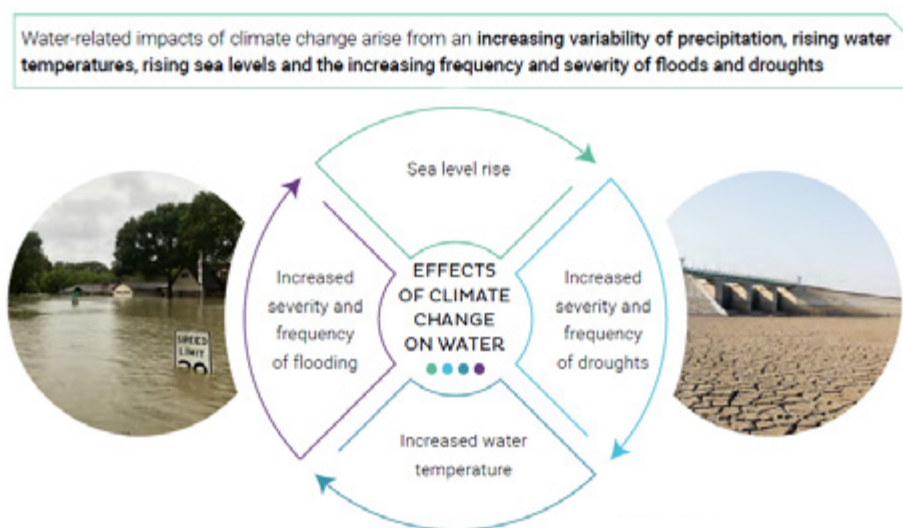 Water-related impacts of climate change arise from an increasing variability of precipitation, rising water
temperatures, rising sea levels and the increasing frequency and severity of floods and droughts
Sea level rise
Increased
severity and
frequency
of flooding
EFFECTS
OF CLIMATE
CHANGE
ON WATER
Increased
severity and
frequency
of droughts
SPEED
LIMIT
Increased water
temperature